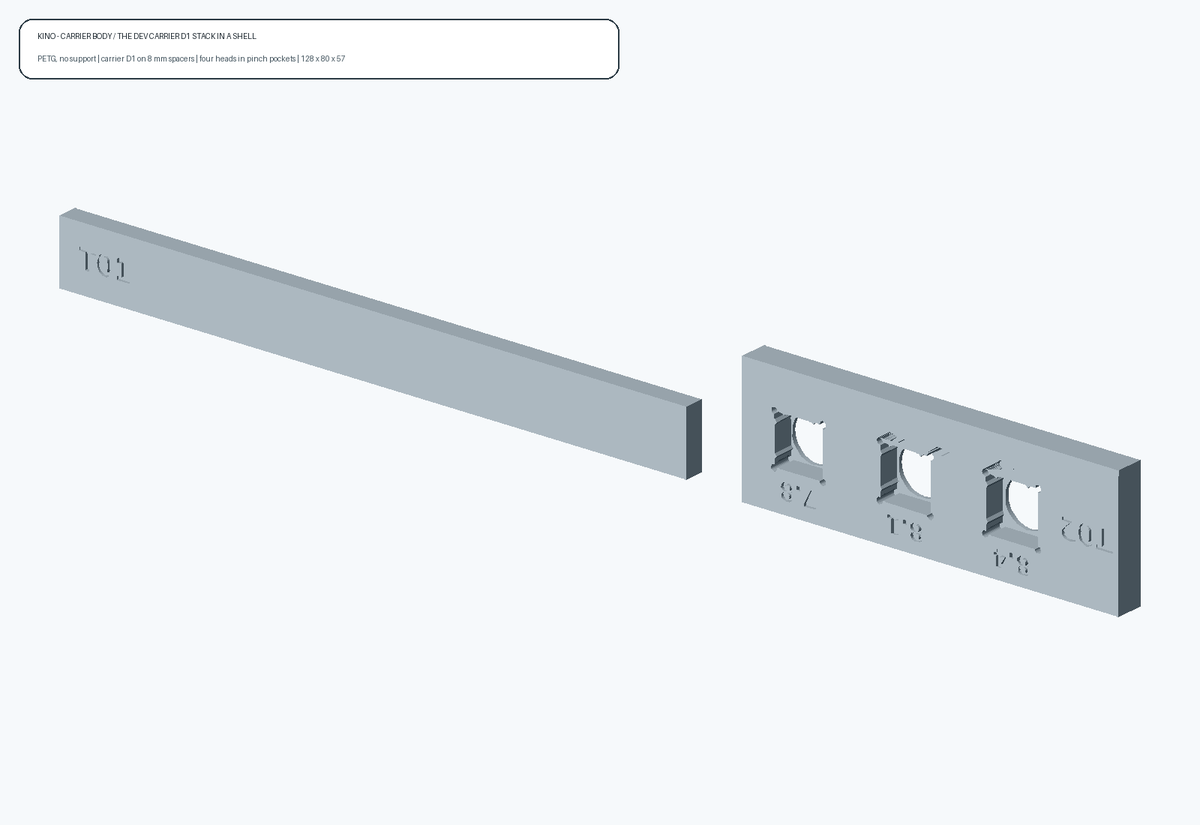 KINO - CARRIER BODY / THE DEV CARRIER D1 STACK IN A SHELL
PETG, no support | carrier D1 on 8 mm spacers | four heads in pinch pockets | 128 x 80 x 57
T01
7.8
8.1
8.4
T02